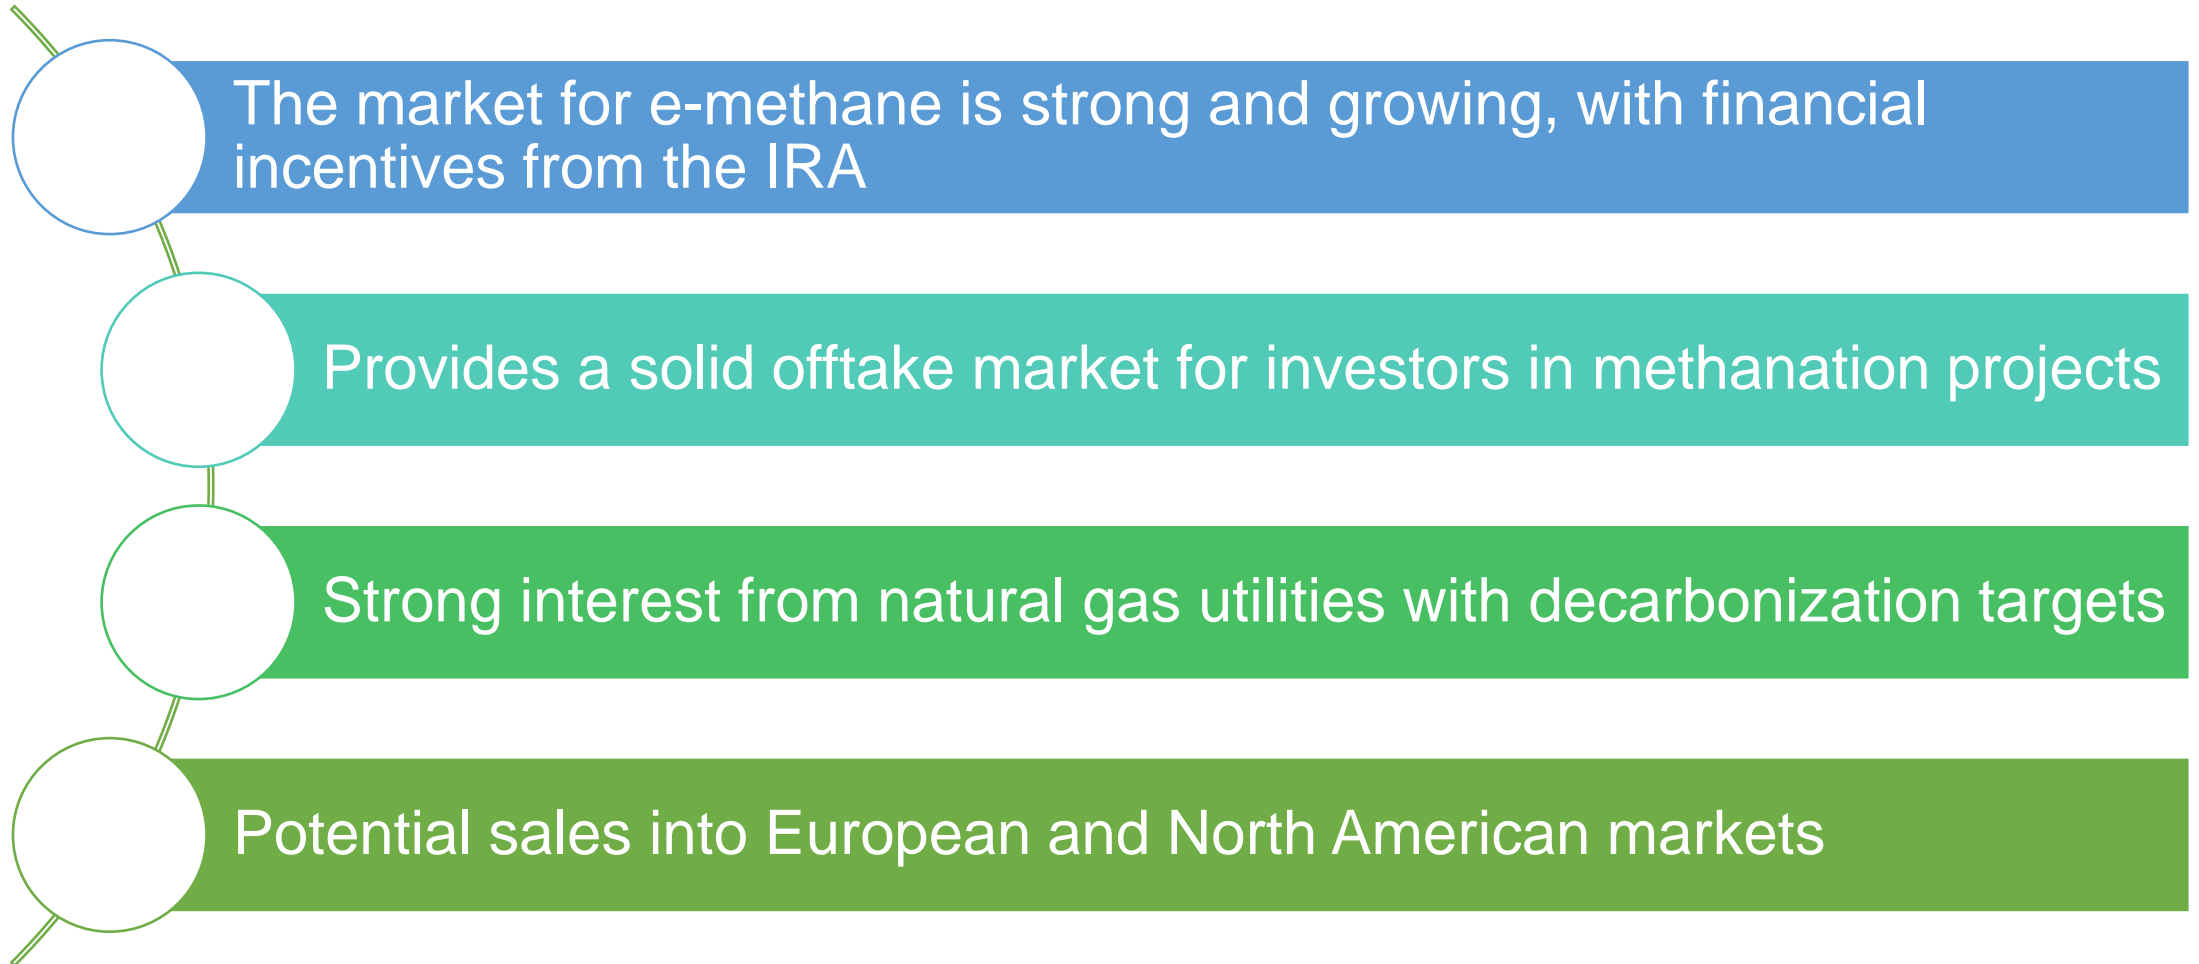 The market for e-methane is strong and growing, with financial
incentives from the IRA
Provides a solid offtake market for investors in methanation projects
Strong interest from natural gas utilities with decarbonization targets
Potential sales into European and North American markets